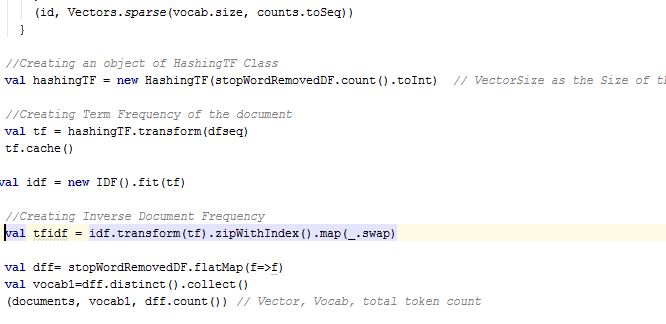 (id, Vectors.sparse(vocab.size, counts.toSeq))
}
//Creating an object of HashingTF Class
val hashingTF = new HashingTF(stopWordRemovedDF.count().toInt) // VectorSize as the Size of th
//Creating Term Frequency of the document
val tf = hashingTF.transform(dfseq)
tf.cache()
val idf = new IDF().fit(tf)
//Creating Inverse Document Frequency
val tfidf = idf.transform(tf).zipWithIndex().map(_.swap)
val dff= stopWordRemovedDF.flatMap(f=>f)
val vocab1=dff.distinct().collect()
(documents, vocab1, dff.count()) // Vector, Vocab, total token count